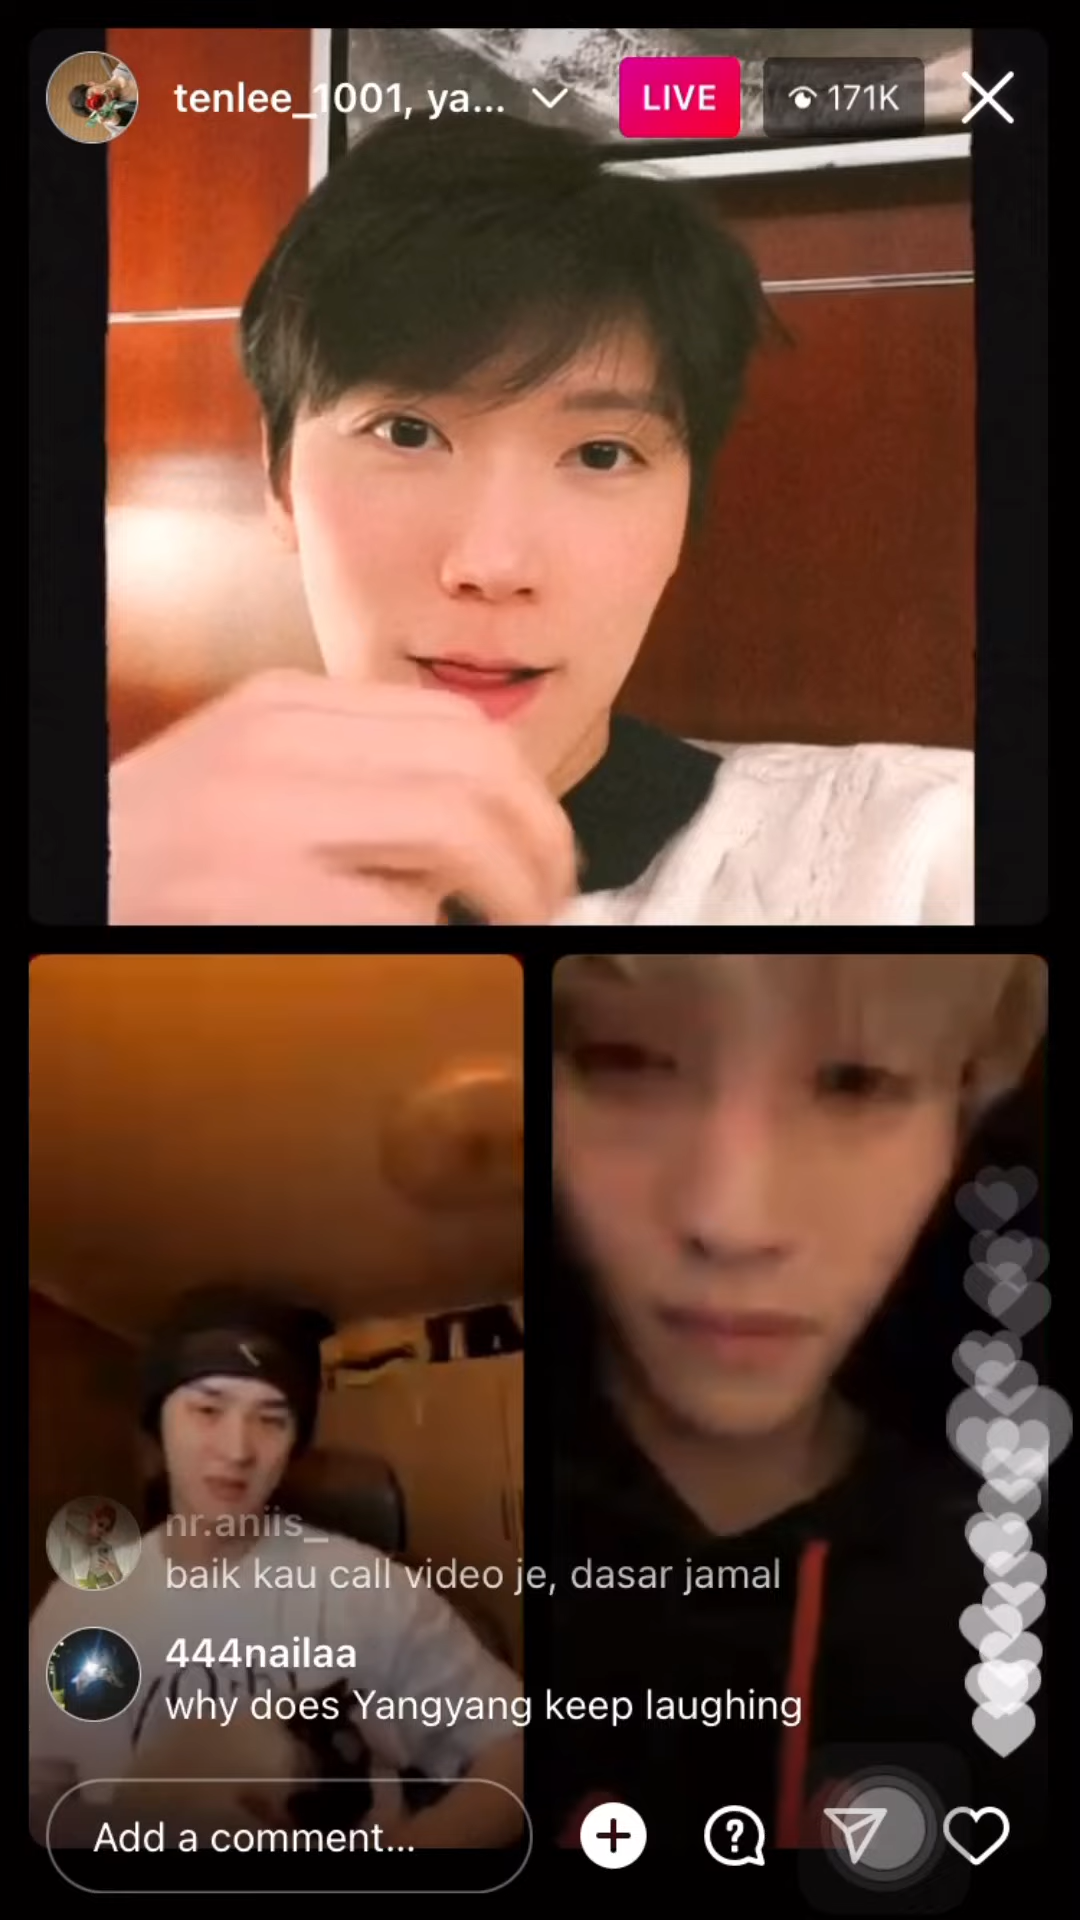 tenlee_1001, ya...
LIVE
171K
nr.aniis_
baik kau call video je, dasar jamal
444nailaa
why does Yangyang keep laughing
Add a comment...